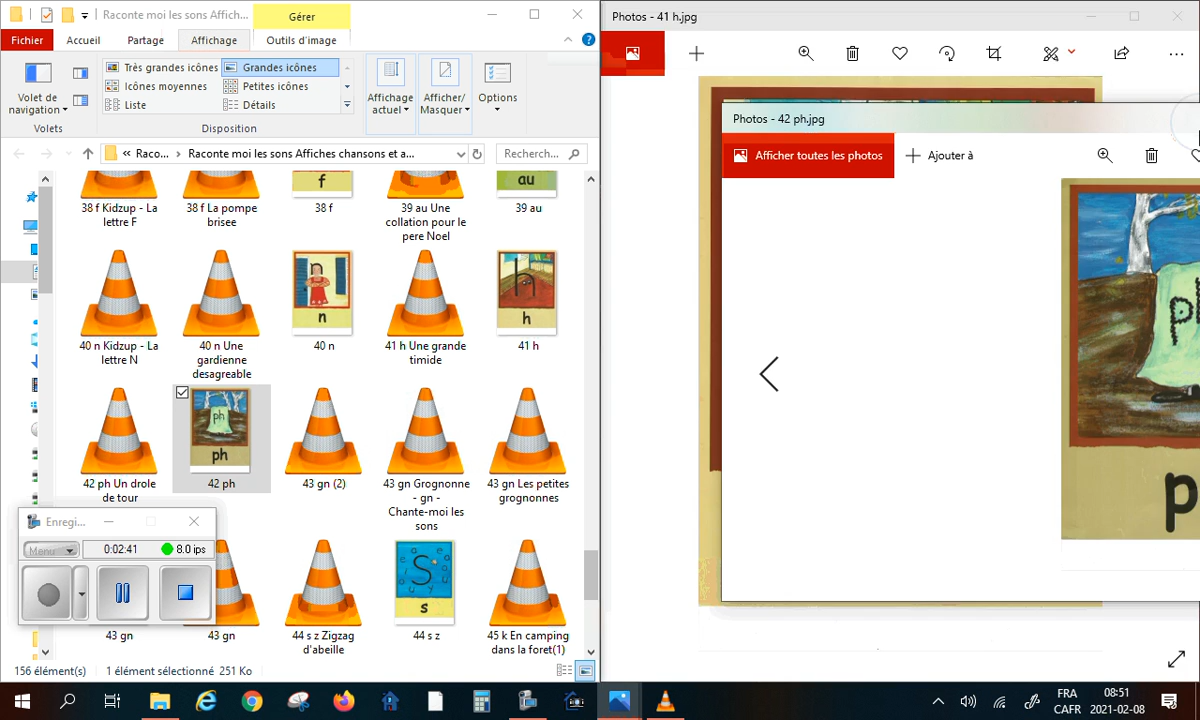 Raconte moi les sons Affich...
Gérer
Fichier
Accueil
Partage
Affichage
Outils d'image
Volet de
navigation
Très grandes icônes
Grandes icônes
Icônes moyennes
Petites icônes
Liste
Détails
Affichage
actuel
Afficher/
Masquer
Options
Volets
Disposition
« Raco... > Raconte moi les sons Affiches chansons et a...
Recherch...
f
au
38 f Kidzup - La
lettre F
38 f La pompe
brisee
38 f
39 au Une
collation pour le
pere Noel
39 au
n
h
h
40 n Kidzup - La
lettre N
40 n Une
gardienne
desagreable
40 n
41 h Une grande
timide
41 h
ph
ph
42 ph Un drole
de tour
42 ph
43 gn (2)
43 gn Grognonne
- gn -
Chante-moi les
sons
43 gn Les petites
grognonnes
Enregi...
Menu
0:02:41
8.0 ips
S
s
43 gn
43 gn
44 s z Zigzag
d'abeille
44 s z
45 k En camping
dans la foret(1)
156 élément(s)
1 élément sélectionné 251 Ko
Photos - 41 h.jpg
Photos - 42 ph.jpg
Afficher toutes les photos
Ajouter à
FRA
CAFR
08:51
2021-02-08